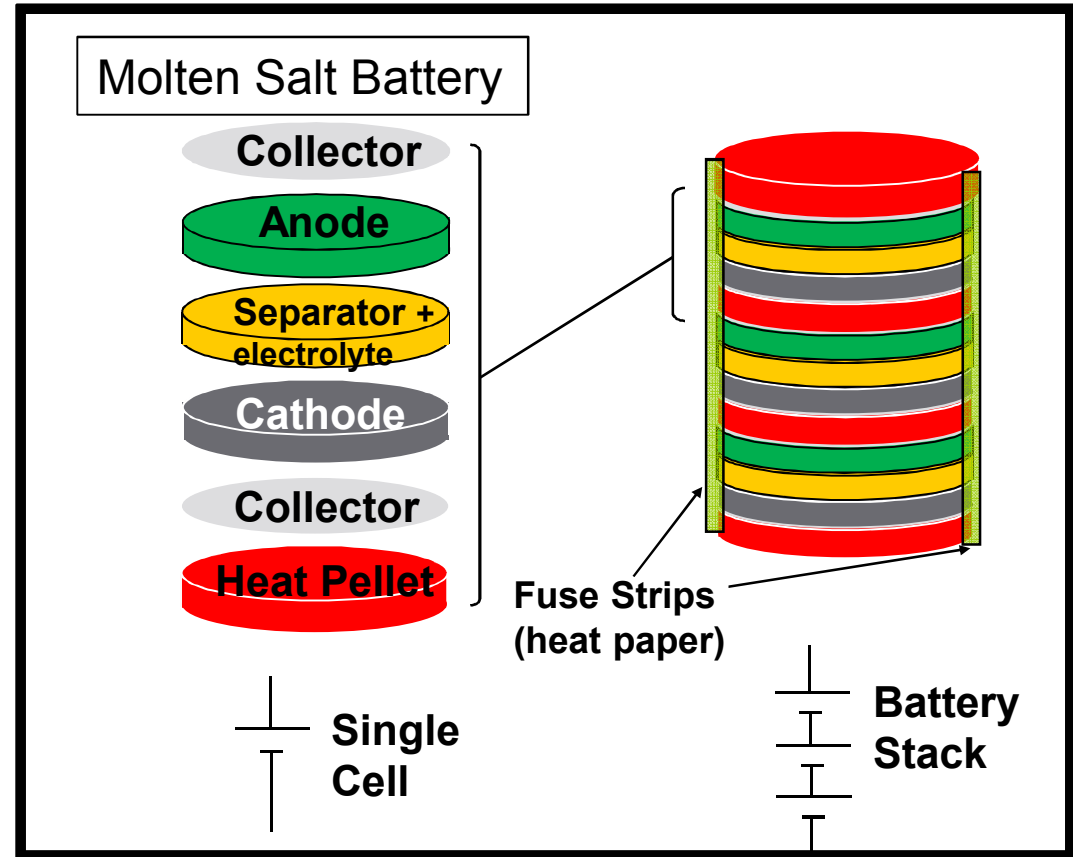 Molten Salt Battery
Collector
Anode
Separator +
electrolyte
Cathode
Collector
Heat Pellet
Fuse Strips
(heat paper)
Single
Cell
Battery
Stack